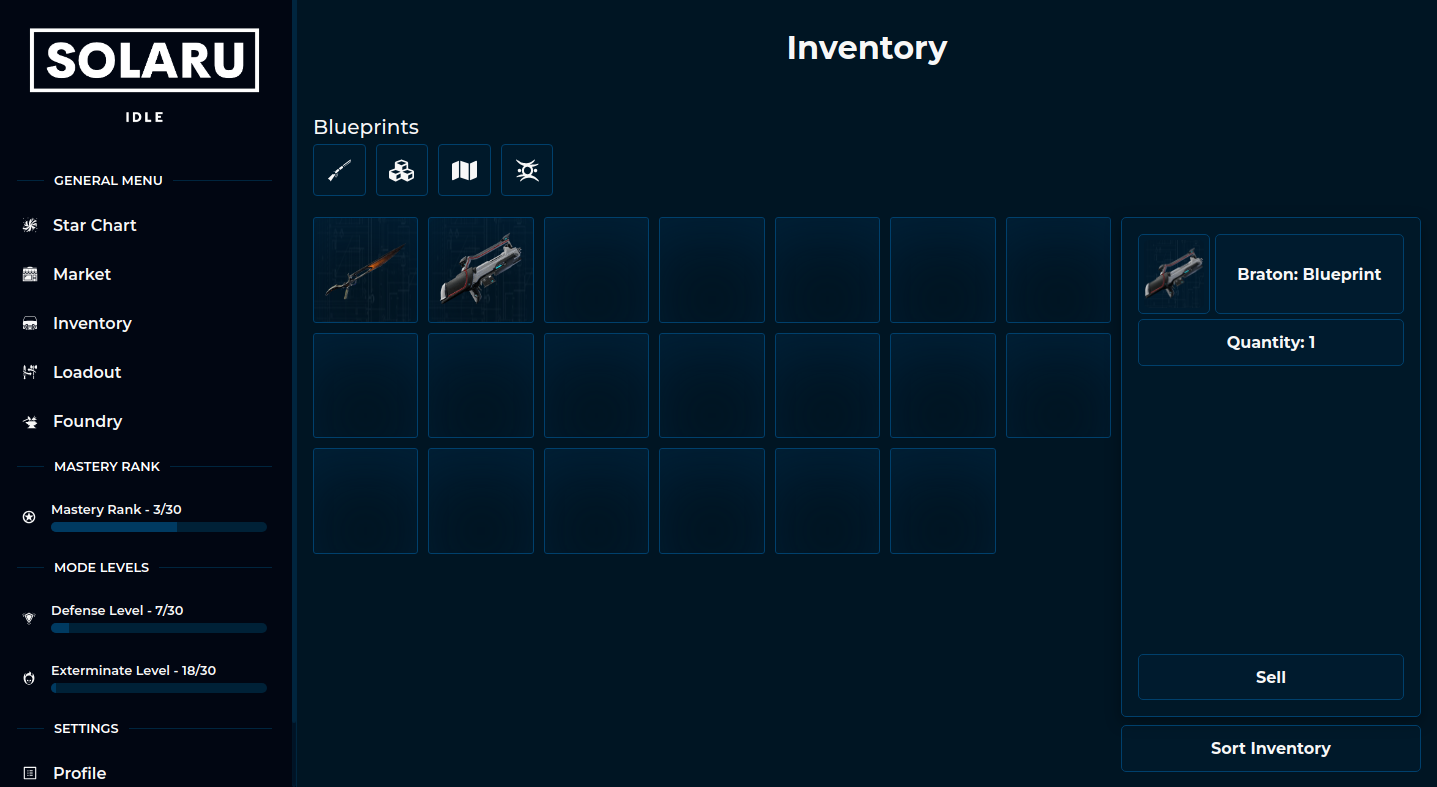 SOLARU
IDLE
GENERAL MENU
Star Chart
Market
Inventory
Loadout
Foundry
MASTERY RANK
Mastery Rank - 3/30
MODE LEVELS
Defense Level - 7/30
Exterminate Level - 18/30
SETTINGS
Profile
Inventory
Blueprints
Braton: Blueprint
Quantity: 1
Sell
Sort Inventory